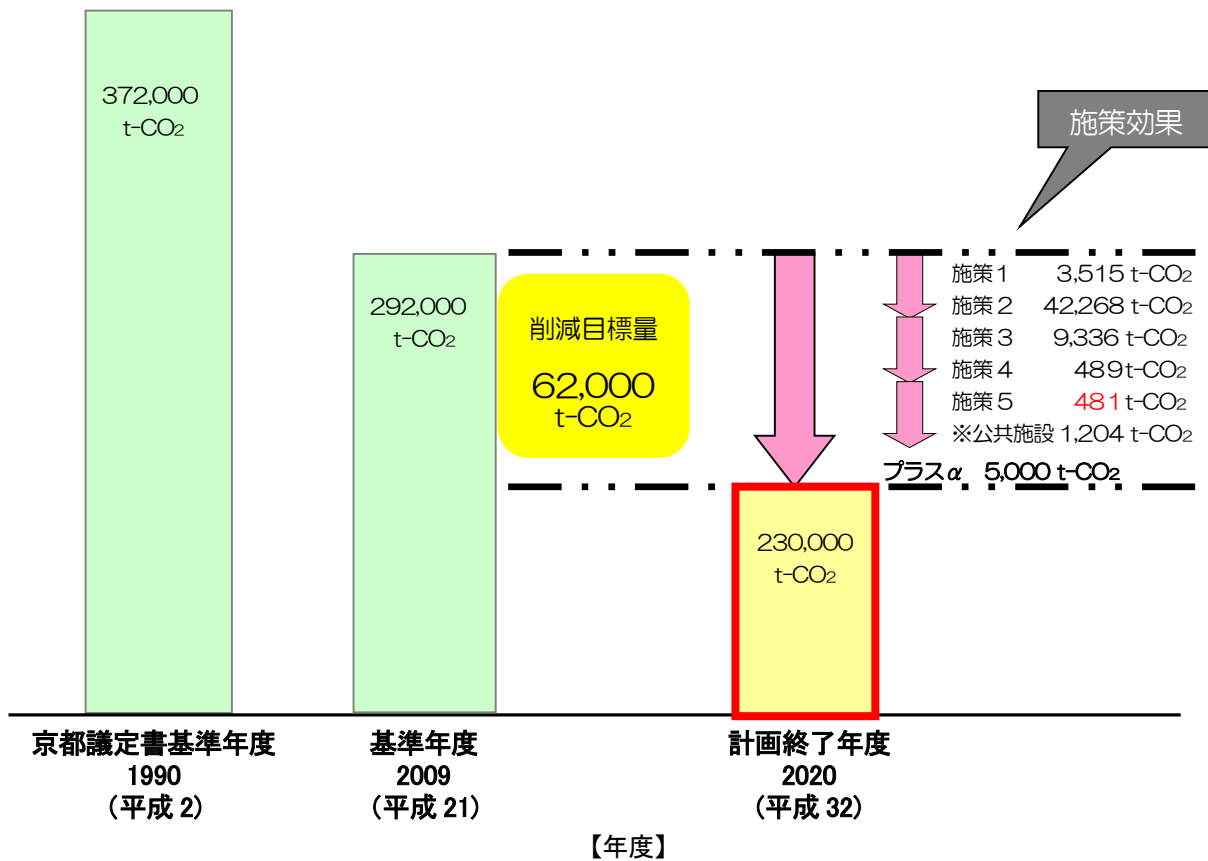 372,000
t-CO2
施策効果
292,000
t-CO2
削減目標量
62,000
t-CO2
施策1 3,515 t-CO2
施策2 42,268 t-CO2
施策3 9,336 t-CO2
施策4 489t-CO2
施策5 481t-CO2
※公共施設 1,204 t-CO2
プラスα 5,000 t-CO2
230,000
t-CO2
京都議定書基準年度
1990
(平成 2)
基準年度
2009
(平成 21)
計画終了年度
2020
(平成 32)
【年度】